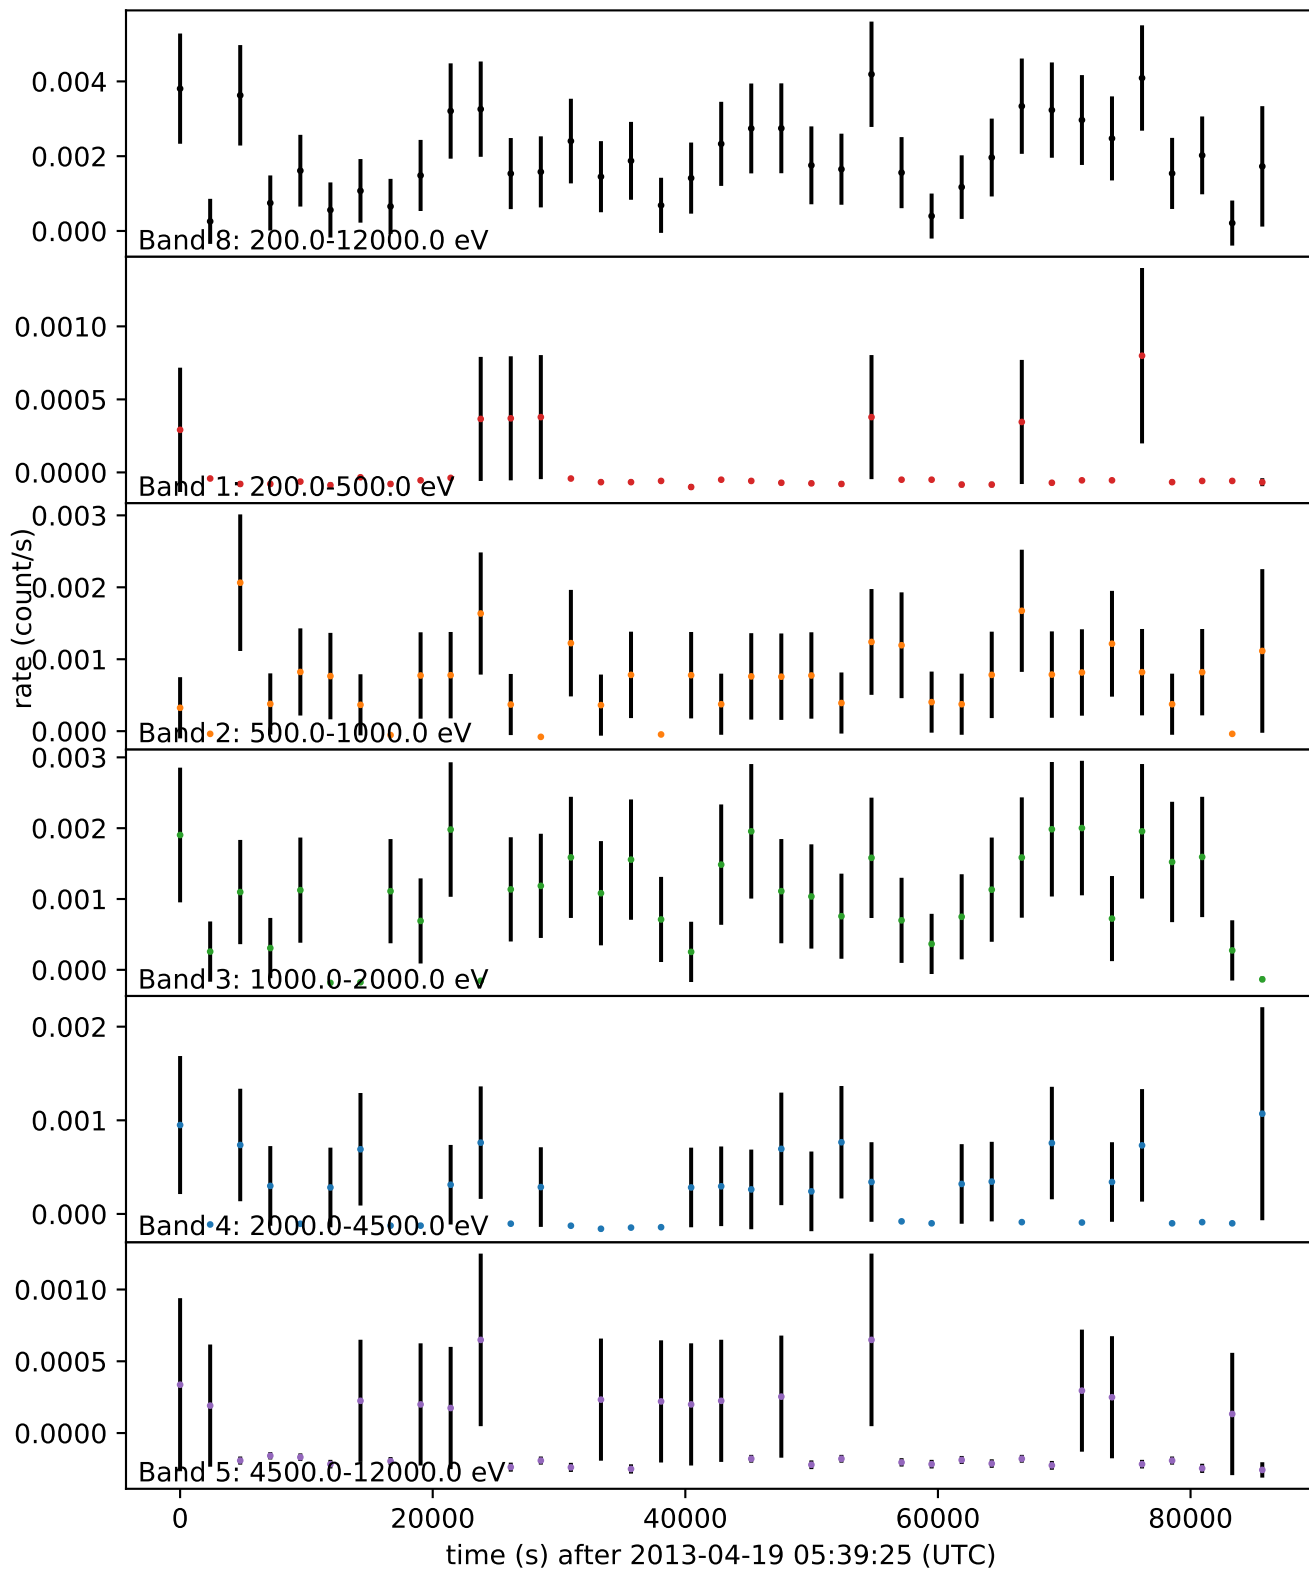 0.004
0.002
0.000
Band 8: 200.0-12000.0 eV
0.0010
0.0005
0.0000
Band 1: 200.0-500.0 eV
rate (count/s)
0.003
0.002
0.001
0.000
Band 2: 500.0-1000.0 eV
0.003
0.002
0.001
0.000
Band 3: 1000.0-2000.0 eV
0.002
0.001
0.000
Band 4: 2000.0-4500.0 eV
0.0010
0.0005
0.0000
Band 5: 4500.0-12000.0 eV
0 20000 40000 60000 80000
time (s) after 2013-04-19 05:39:25 (UTC)